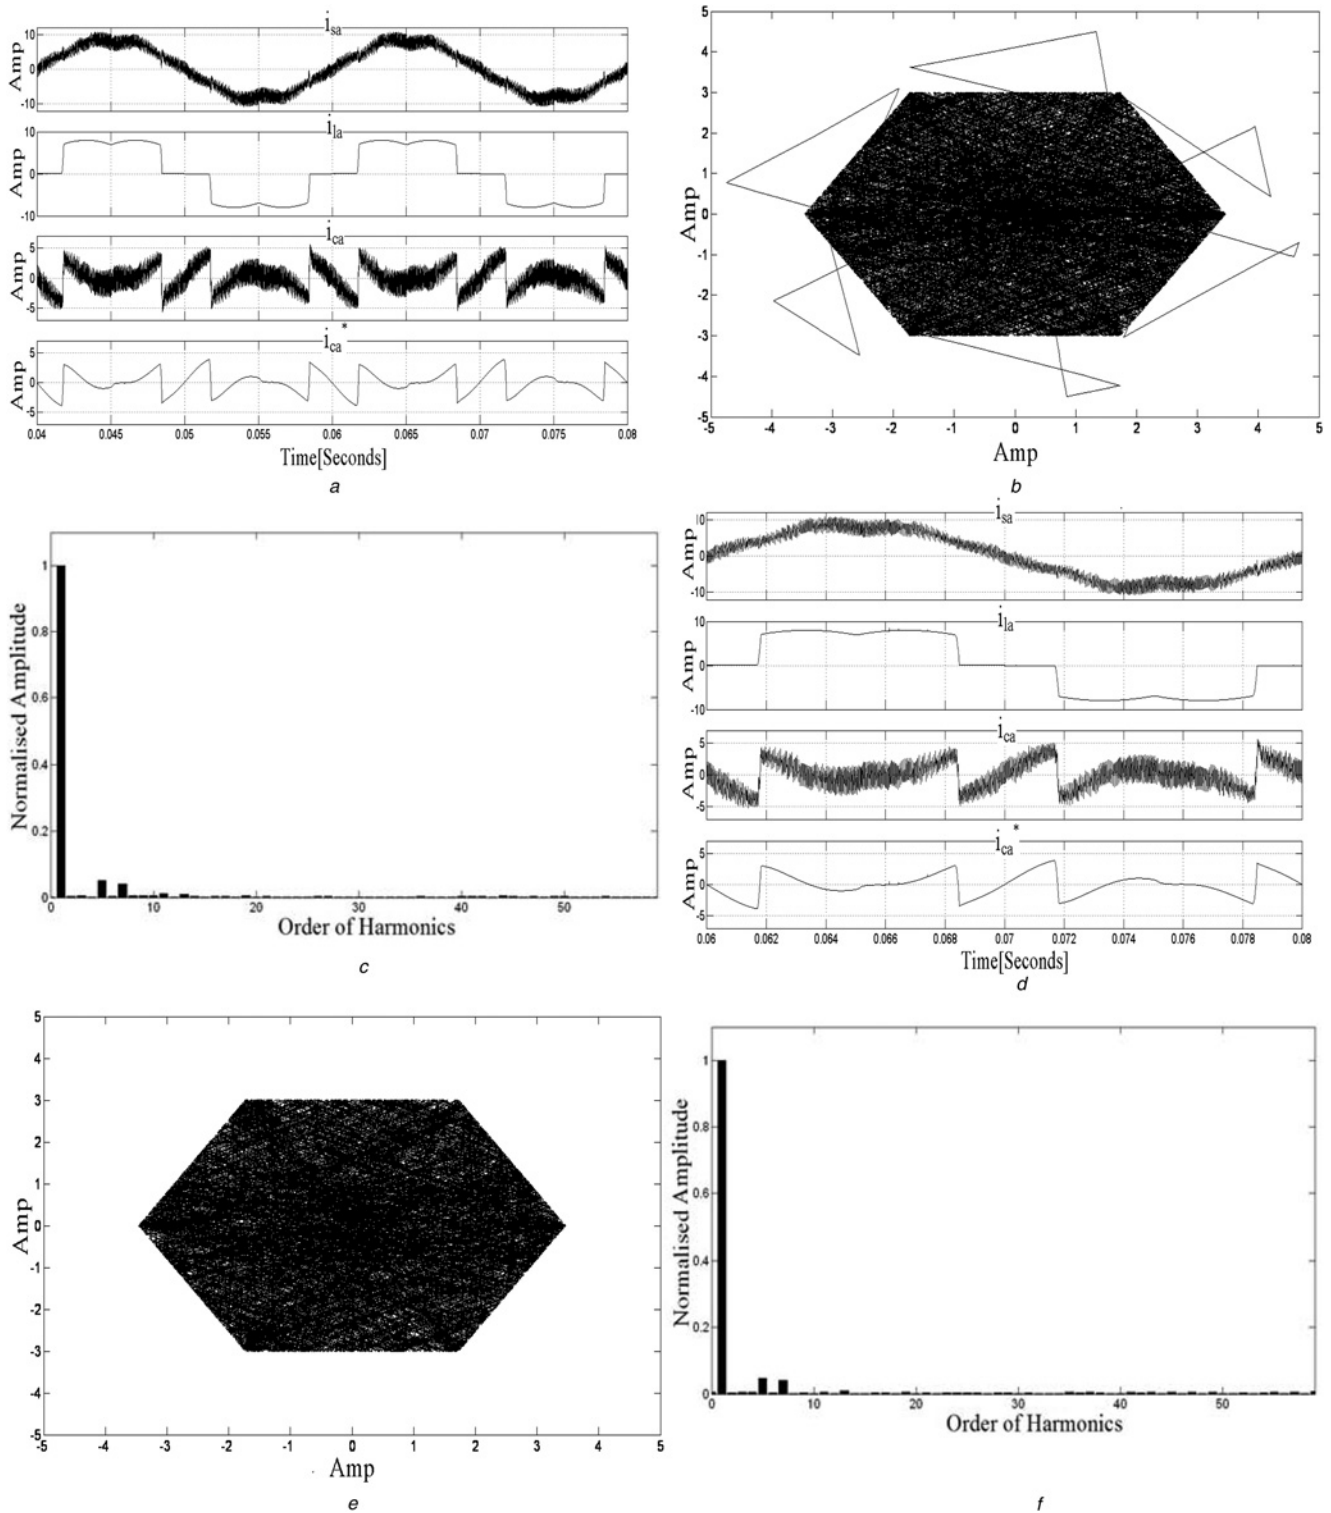 i_sa
Amp
10
0
-10
i_la
Amp
10
0
-10
i_ca
Amp
5
0
-5
i_ca*
Amp
5
0
-5
0.04 0.045 0.05 0.055 0.06 0.065 0.07 0.075 0.08
Time[Seconds]
a
5
4
3
2
1
0
-1
-2
-3
-4
-5
Amp
-5 -4 -3 -2 -1 0 1 2 3 4 5
Amp
b
1
0.8
0.6
0.4
0.2
0
Normalised Amplitude
0 10 20 30 40 50
Order of Harmonics
c
i_sa
Amp
10
0
-10
i_la
Amp
10
0
-10
i_ca
Amp
5
0
-5
i_ca*
Amp
5
0
-5
0.06 0.062 0.064 0.066 0.068 0.07 0.072 0.074 0.076 0.078 0.08
Time[Seconds]
d
5
4
3
2
1
0
-1
-2
-3
-4
-5
Amp
-5 -4 -3 -2 -1 0 1 2 3 4 5
Amp
e
1
0.8
0.6
0.4
0.2
0
Normalised Amplitude
0 10 20 30 40 50
Order of Harmonics
f